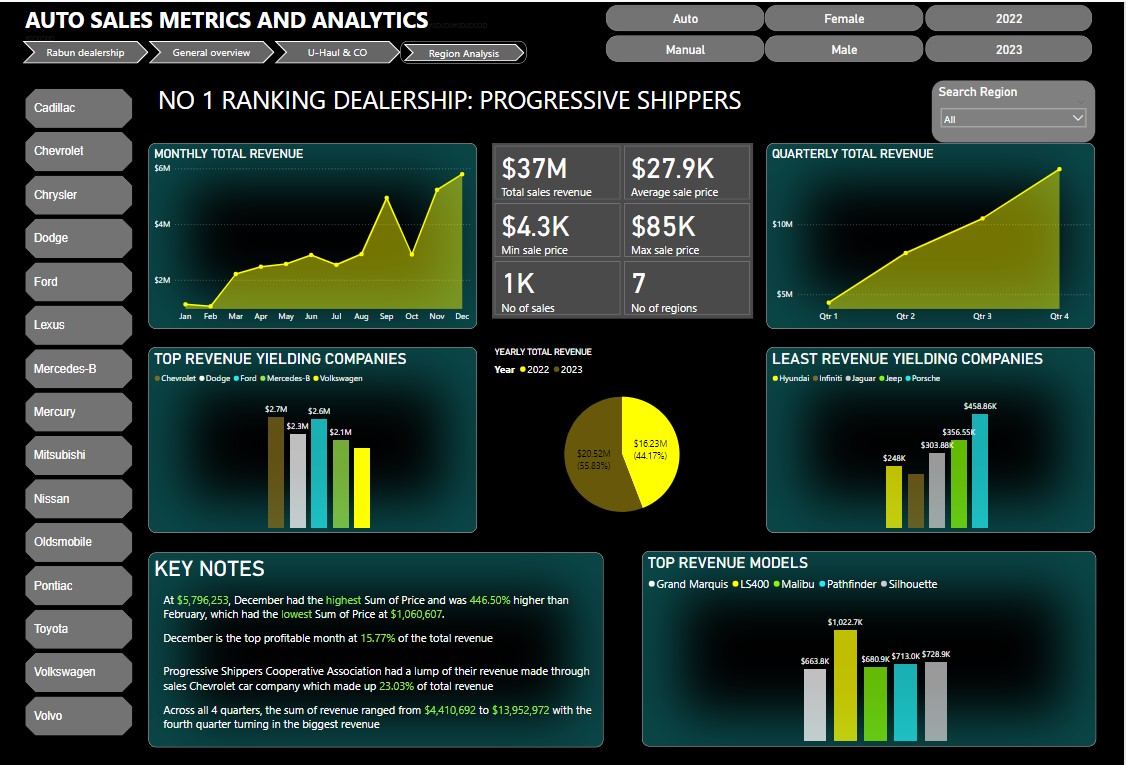 AUTO SALES METRICS AND ANALYTICS
Auto Female 2022
Manual Male 2023
Rabun dealership General overview U-Haul & CO Region Analysis
NO 1 RANKING DEALERSHIP: PROGRESSIVE SHIPPERS
Search Region
All
Cadillac
Chevrolet
Chrysler
Dodge
Ford
Lexus
Mercedes-B
Mercury
Mitsubishi
Nissan
Oldsmobile
Pontiac
Toyota
Volkswagen
Volvo
MONTHLY TOTAL REVENUE
$6M
$4M
$2M
Jan Feb Mar Apr May Jun Jul Aug Sep Oct Nov Dec
$37M
Total sales revenue
$27.9K
Average sale price
$4.3K
Min sale price
$85K
Max sale price
1K
No of sales
7
No of regions
QUARTERLY TOTAL REVENUE
$10M
$5M
Qtr 1 Qtr 2 Qtr 3 Qtr 4
TOP REVENUE YIELDING COMPANIES
Chevrolet Dodge Ford Mercedes-B Volkswagen
$2.7M
$2.3M
$2.6M
$2.1M
YEARLY TOTAL REVENUE
Year 2022 2023
$20.52M
(55.83%)
$16.23M
(44.17%)
LEAST REVENUE YIELDING COMPANIES
Hyundai Infiniti Jaguar Jeep Porsche
$248K
$303.88K
$356.55K
$458.86K
KEY NOTES
At $5,796,253, December had the highest Sum of Price and was 446.50% higher than
February, which had the lowest Sum of Price at $1,060,607.
December is the top profitable month at 15.77% of the total revenue
Progressive Shippers Cooperative Association had a lump of their revenue made through
sales Chevrolet car company which made up 23.03% of total revenue
Across all 4 quarters, the sum of revenue ranged from $4,410,692 to $13,952,972 with the
fourth quarter turning in the biggest revenue
TOP REVENUE MODELS
Grand Marquis LS400 Malibu Pathfinder Silhouette
$663.8K
$1,022.7K
$680.9K
$713.0K
$728.9K